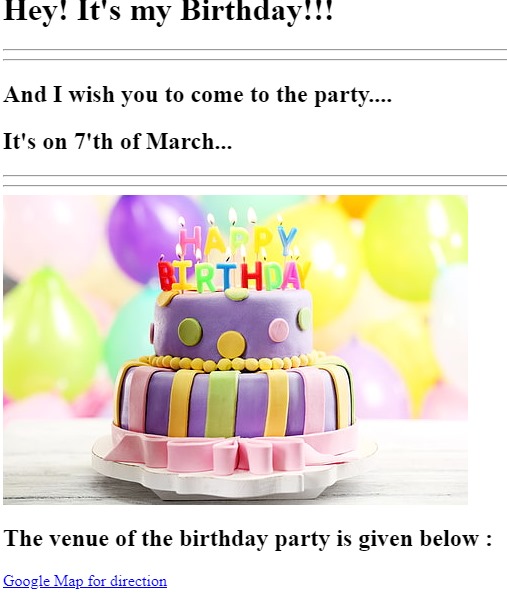 Hey! It's my Birthday!!!
And I wish you to come to the party....
It's on 7'th of March...
HAPPY
BIRTHDAY
The venue of the birthday party is given below :
Google Map for direction